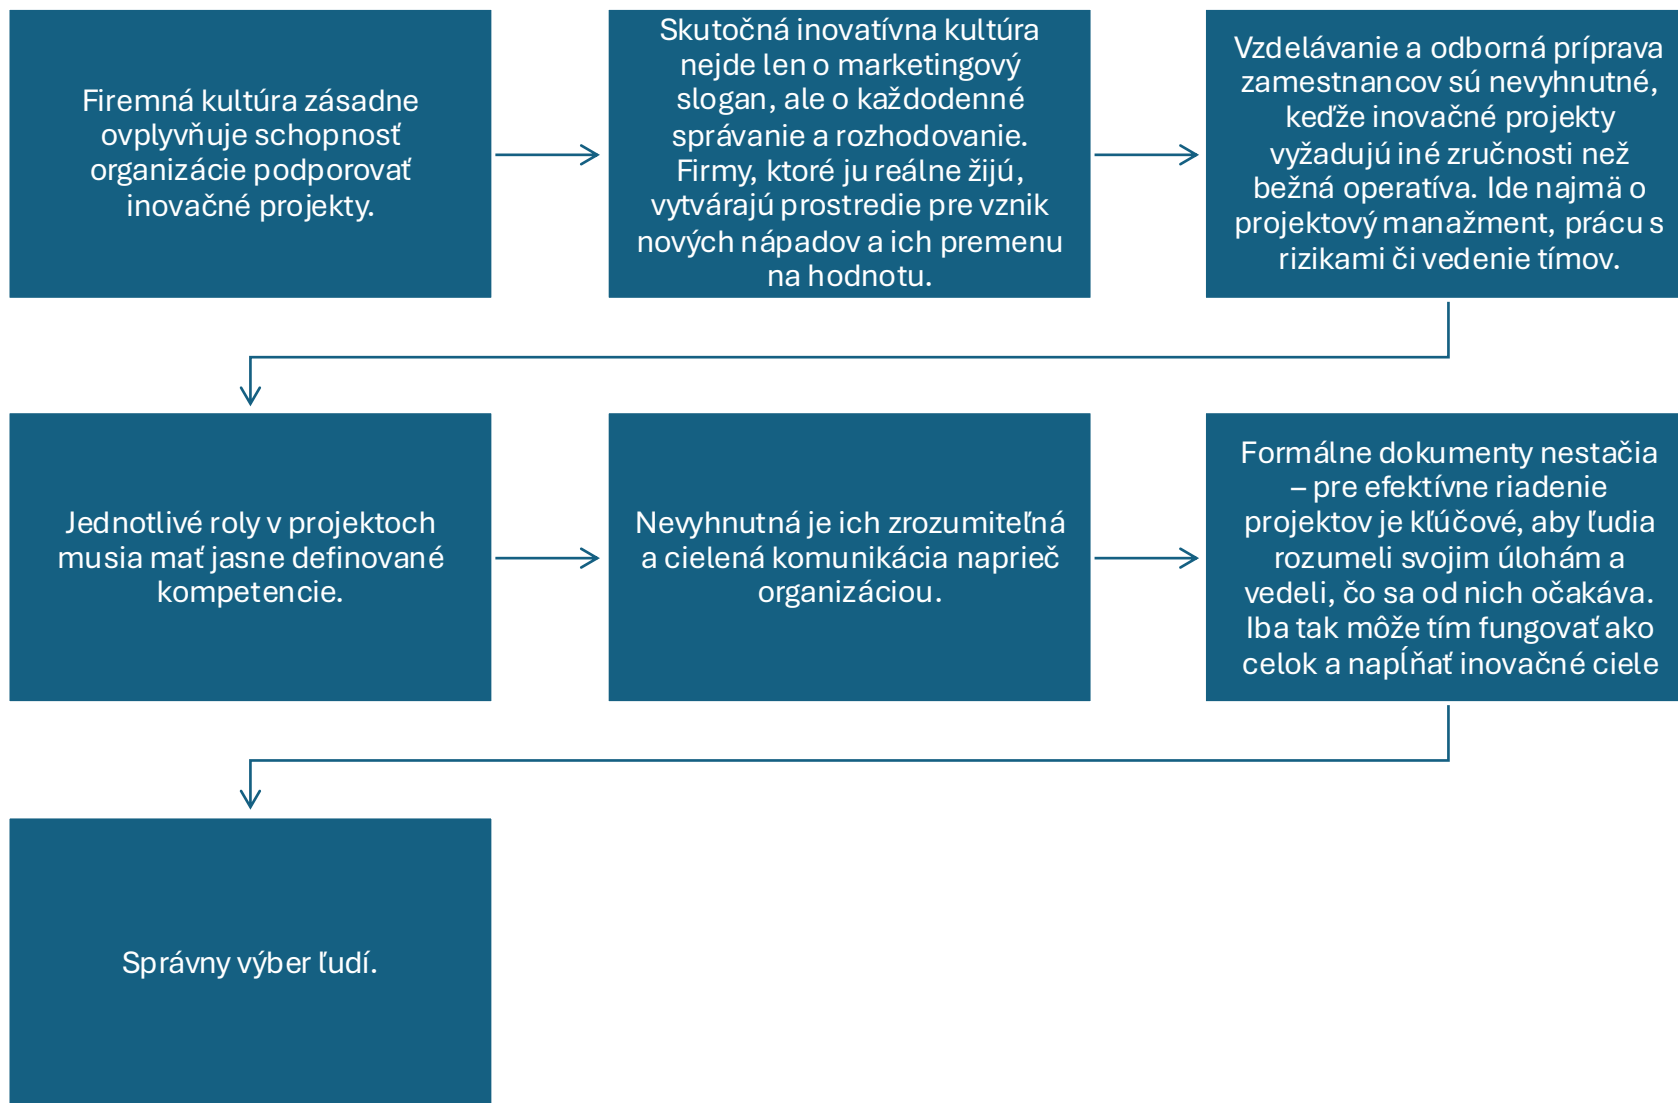 Firemná kultúra zásadne
ovplyvňuje schopnosť
organizácie podporovať
inovačné projekty.
Skutočná inovatívna kultúra
nejde len o marketingový
slogan, ale o každodenné
správanie a rozhodovanie.
Firmy, ktoré ju reálne žijú,
vytvárajú prostredie pre vznik
nových nápadov a ich premenu
na hodnotu.
Vzdelávanie a odborná príprava
zamestnancov sú nevyhnutné,
keďže inovačné projekty
vyžadujú iné zručnosti než
bežná operatíva. Ide najmä o
projektový manažment, prácu s
rizikami či vedenie tímov.
Jednotlivé roly v projektoch
musia mať jasne definované
kompetencie.
Nevyhnutná je ich zrozumiteľná
a cielená komunikácia naprieč
organizáciou.
Formálne dokumenty nestačia
– pre efektívne riadenie
projektov je kľúčové, aby ľudia
rozumeli svojim úlohám a
vedeli, čo sa od nich očakáva.
Iba tak môže tím fungovať ako
celok a napĺňať inovačné ciele
Správny výber ľudí.